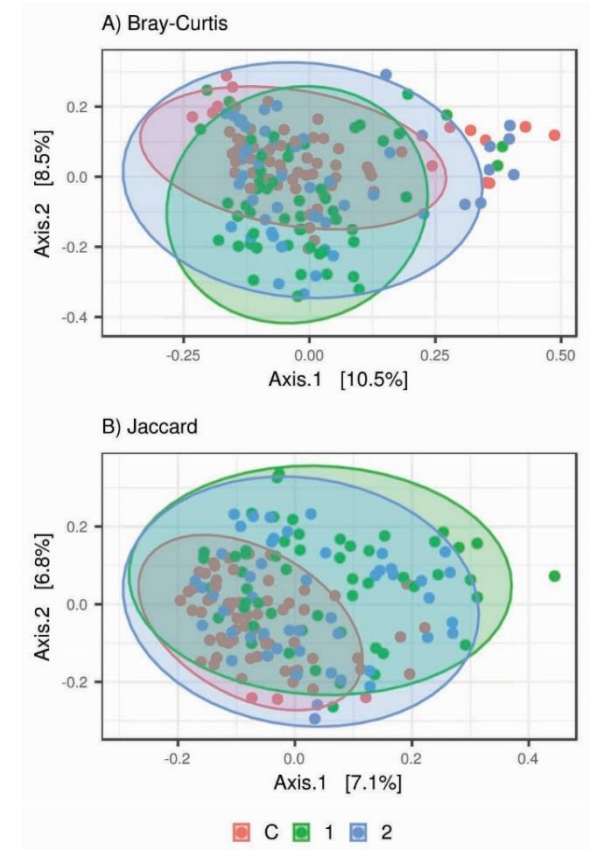 A) Bray-Curtis
0.2
0.0
-0.2
-0.4
Axis.2 [8.5%]
-0.25 0.00 0.25 0.50
Axis.1 [10.5%]
B) Jaccard
0.2
0.0
-0.2
Axis.2 [6.8%]
-0.2 0.0 0.2 0.4
Axis.1 [7.1%]
C 1 2